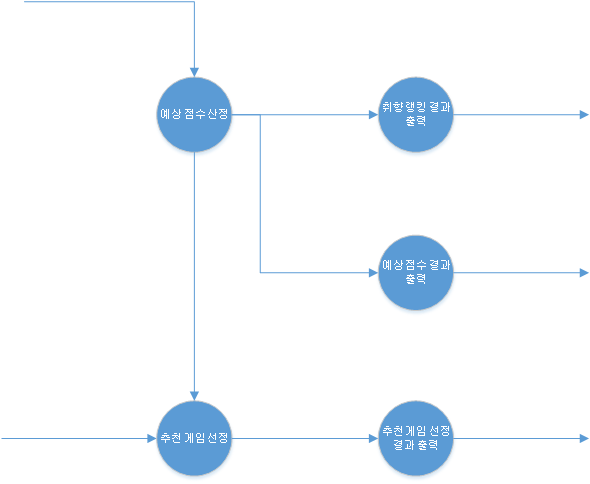 예상 점수 산정
취향 랭킹 결과
출력
예상 점수 결과
출력
추천 게임 선정
추천 게임 선정
결과 출력